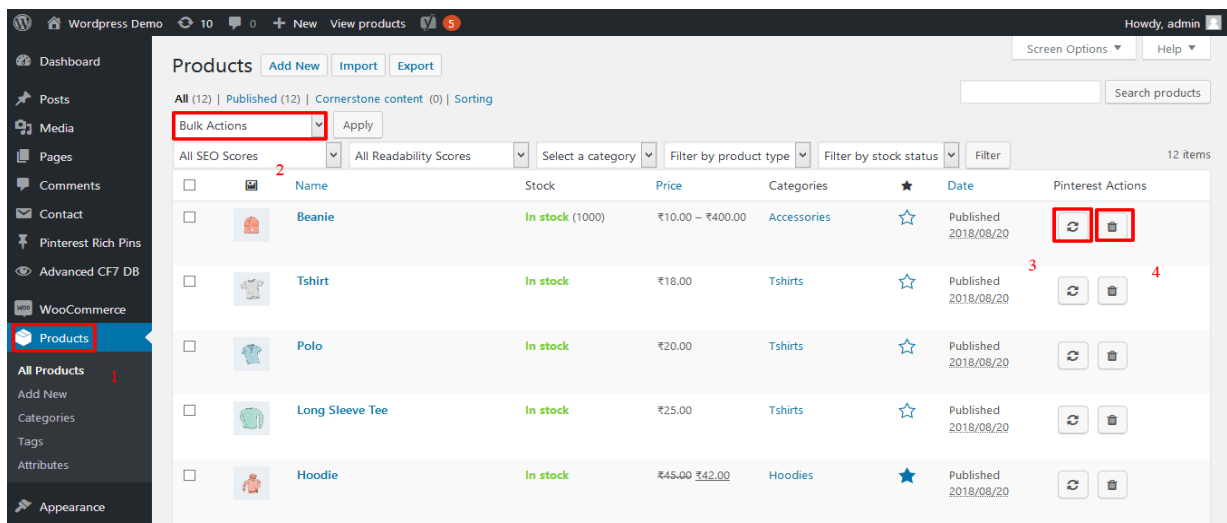 Wordpress Demo 10 0 + New View products 5 Howdy, admin
Screen Options ▼ Help ▼
Dashboard
Posts
Media
Pages
Comments
Contact
Pinterest Rich Pins
Advanced CF7 DB
WooCommerce
Products
1
All Products
Add New
Categories
Tags
Attributes
Appearance
Products Add New Import Export
All (12) | Published (12) | Cornerstone content (0) | Sorting
Search products
Bulk Actions Apply
2
All SEO Scores All Readability Scores Select a category Filter by product type Filter by stock status Filter 12 items
Name Stock Price Categories ★ Date Pinterest Actions
Beanie In stock (1000) ₹10.00 – ₹400.00 Accessories Published
2018/08/20
3 4
Tshirt In stock ₹18.00 Tshirts Published
2018/08/20
Polo In stock ₹20.00 Tshirts Published
2018/08/20
Long Sleeve Tee In stock ₹25.00 Tshirts Published
2018/08/20
Hoodie In stock ₹45.00 ₹42.00 Hoodies Published
2018/08/20